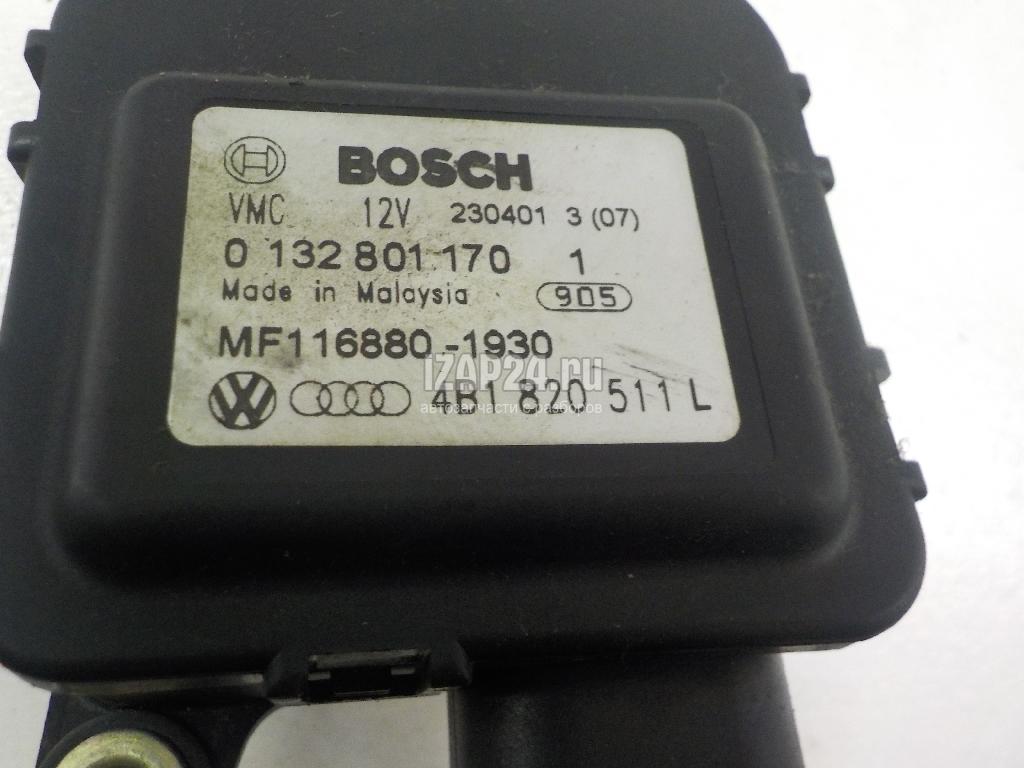 BOSCH
VMC 12V 230401 3 (07)
0 132 801 170 1
Made in Malaysia 905
MF116880-1930
IZAP24.ru
4B1 820 511 L
автозапчасти с разборов